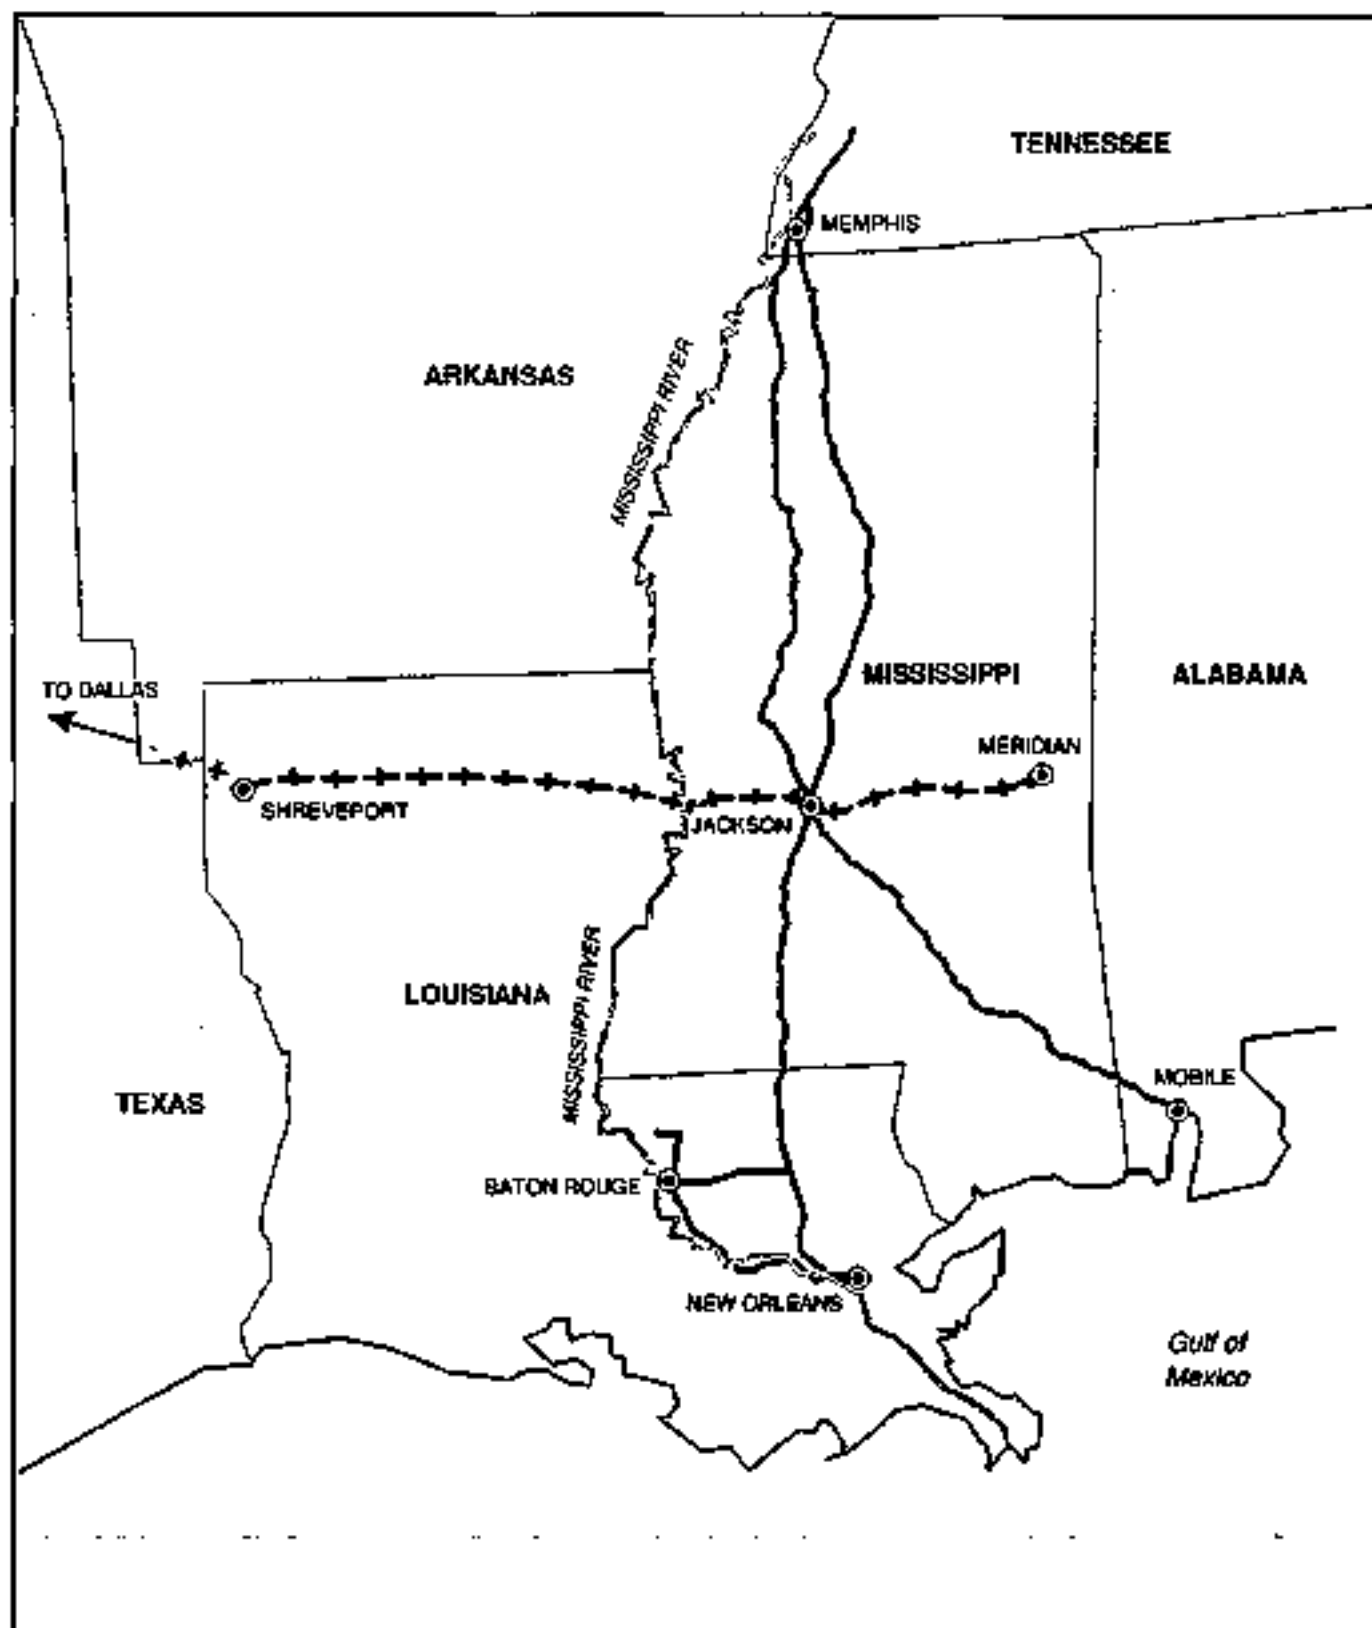 TENNESSEE
MEMPHIS
ARKANSAS
MISSISSIPPI RIVER
MISSISSIPPI
ALABAMA
TO DALLAS
MERIDIAN
SHREVEPORT
JACKSON
LOUISIANA
MISSISSIPPI RIVER
TEXAS
MOBILE
BATON ROUGE
NEW ORLEANS
Gulf of
Mexico